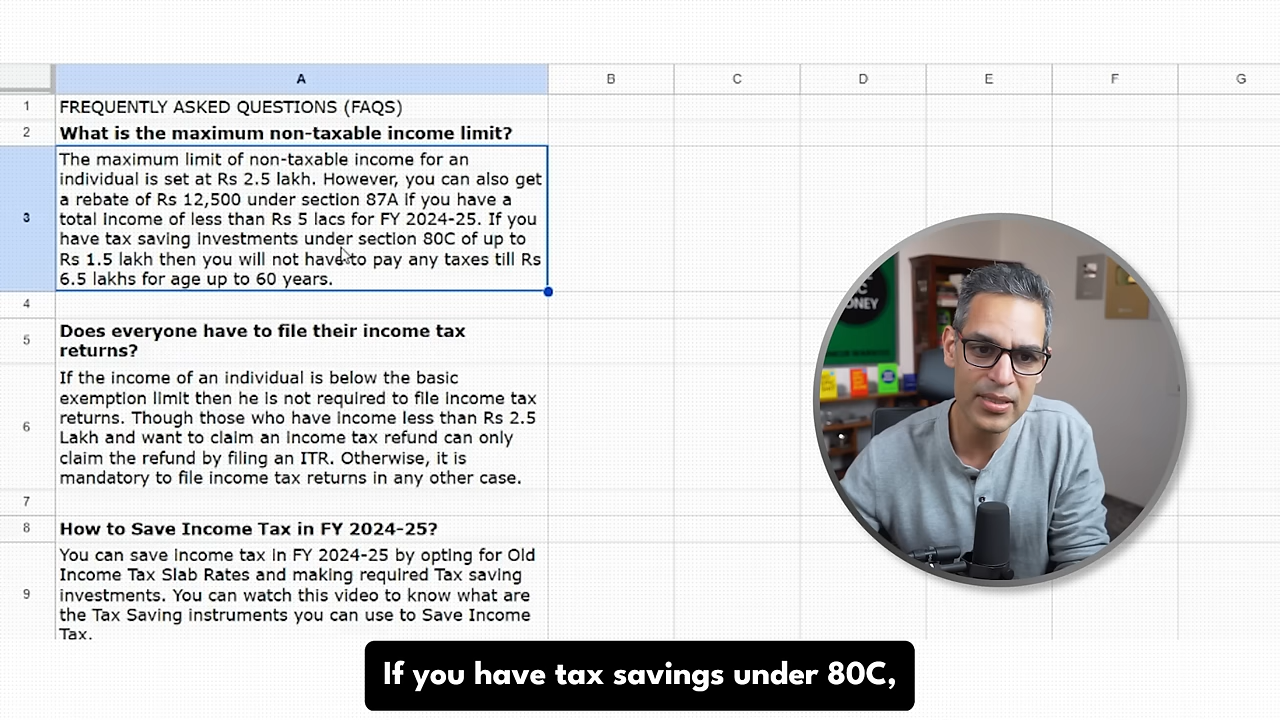 A B C D E F G
1 FREQUENTLY ASKED QUESTIONS (FAQS)
2 What is the maximum non-taxable income limit?
The maximum limit of non-taxable income for an
individual is set at Rs 2.5 lakh. However, you can also get
a rebate of Rs 12,500 under section 87A if you have a
3 total income of less than Rs 5 lacs for FY 2024-25. If you
have tax saving investments under section 80C of up to
Rs 1.5 lakh then you will not have to pay any taxes till Rs
6.5 lakhs for age up to 60 years.
4
5 Does everyone have to file their income tax
returns?
If the income of an individual is below the basic
exemption limit then he is not required to file income tax
6 returns. Though those who have income less than Rs 2.5
Lakh and want to claim an income tax refund can only
claim the refund by filing an ITR. Otherwise, it is
mandatory to file income tax returns in any other case.
7
8 How to Save Income Tax in FY 2024-25?
You can save income tax in FY 2024-25 by opting for Old
Income Tax Slab Rates and making required Tax saving
9 investments. You can watch this video to know what are
the Tax Saving instruments you can use to Save Income
Tax.
If you have tax savings under 80C,